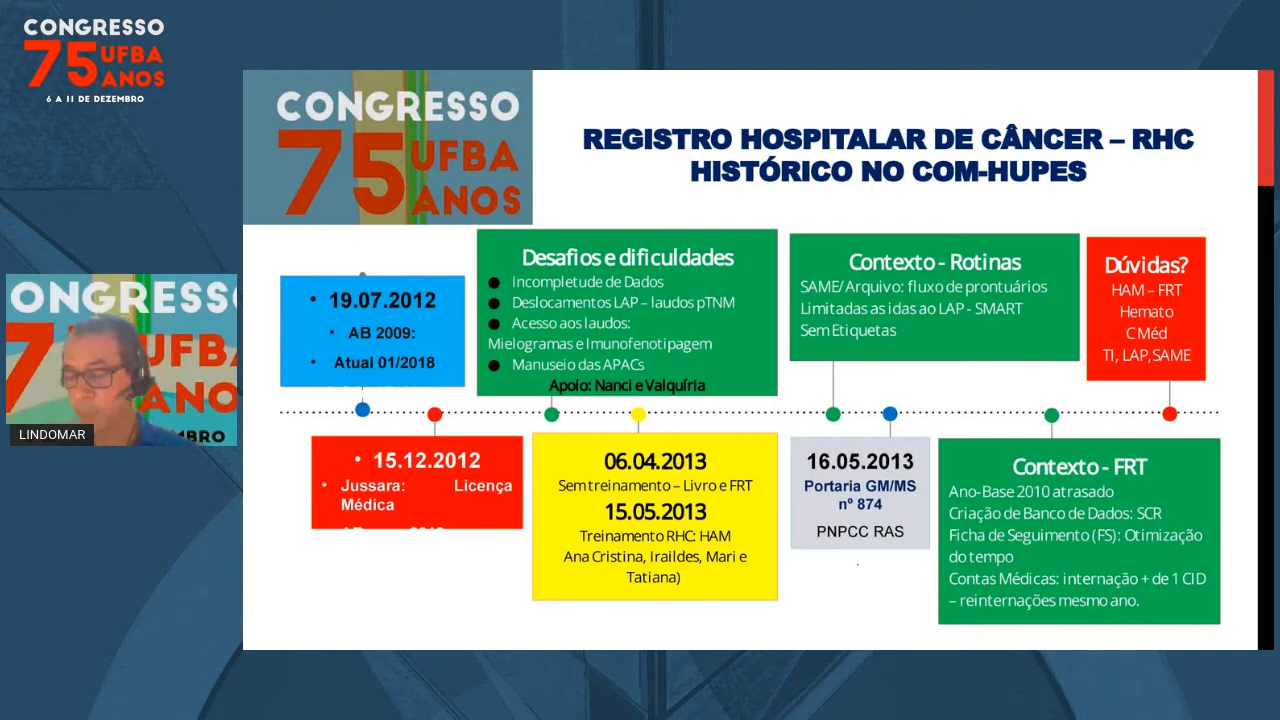 CONGRESSO
75 UFBA
ANOS
6 A 11 DE DEZEMBRO
CONGRESSO
75 UFBA
ANOS
REGISTRO HOSPITALAR DE CÂNCER – RHC
HISTÓRICO NO COM-HUPES
• 19.07.2012
• AB 2009:
• Atual 01/2018
Desafios e dificuldades
● Incompletude de Dados
● Deslocamentos LAP – laudos pTNM
● Acesso aos laudos:
Mielogramas e Imunofenotipagem
● Manuseio das APACs
Apoio: Nanci e Valquíria
Contexto - Rotinas
SAME/ Arquivo: fluxo de prontuários
Limitadas as idas ao LAP - SMART
Sem Etiquetas
Dúvidas?
HAM – FRT
Hemato
C Méd
TI, LAP,SAME
• 15.12.2012
• Jussara: Licença
Médica
06.04.2013
Sem treinamento – Livro e FRT
15.05.2013
Treinamento RHC: HAM
Ana Cristina, Iraildes, Mari e
Tatiana)
16.05.2013
Portaria GM/MS
nº 874
PNPCC RAS
Contexto - FRT
Ano-Base 2010 atrasado
Criação de Banco de Dados: SCR
Ficha de Seguimento (FS): Otimização
do tempo
Contas Médicas: internação + de 1 CID
– reinternações mesmo ano.
ONGRESS
7 UFBA
ANO
MBRO
LINDOMAR